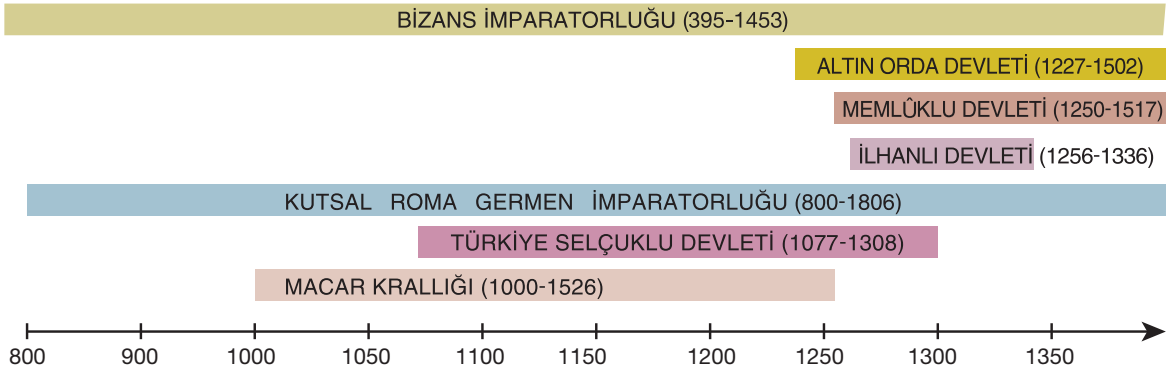 BİZANS İMPARATORLUĞU (395-1453)
ALTIN ORDA DEVLETİ (1227-1502)
MEMLÛKLU DEVLETİ (1250-1517)
İLHANLI DEVLETİ (1256-1336)
KUTSAL ROMA GERMEN İMPARATORLUĞU (800-1806)
TÜRKİYE SELÇUKLU DEVLETİ (1077-1308)
MACAR KRALLIĞI (1000-1526)
800 900 1000 1050 1100 1150 1200 1250 1300 1350